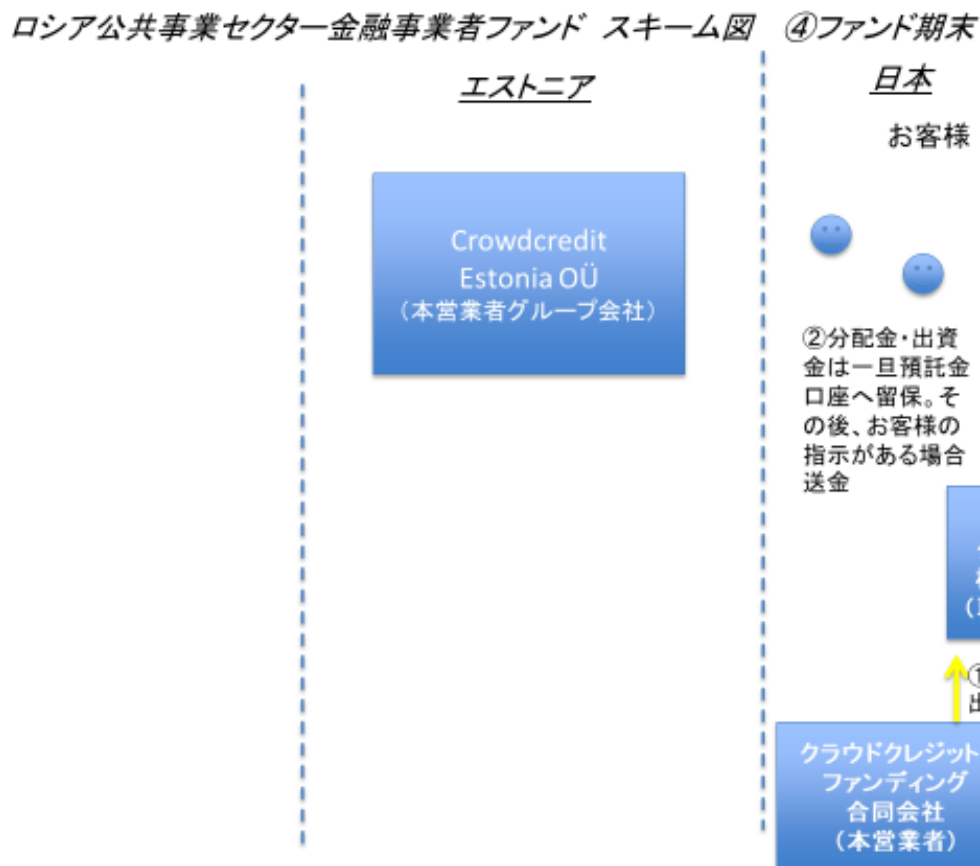 ロシア公共事業セクター金融事業者ファンド スキーム図 ④ファンド期末
エストニア
日本
お客様
Crowdcredit
Estonia OÜ
(本営業者グループ会社)
②分配金・出資
金は一旦預託金
口座へ留保。そ
の後、お客様の
指示がある場合
送金
①
クラウドクレジット
ファンディング
合同会社
(本営業者)